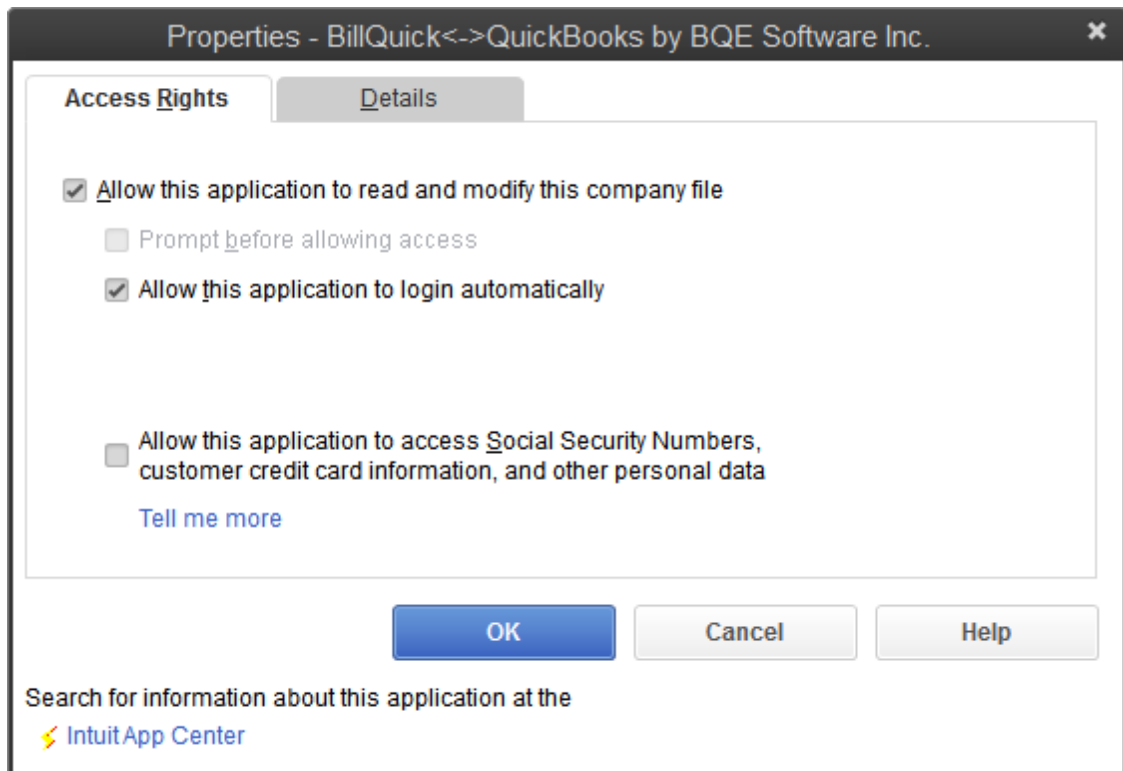 Properties - BillQuick<->QuickBooks by BQE Software Inc.
Access Rights
Details
Allow this application to read and modify this company file
Prompt before allowing access
Allow this application to login automatically
Allow this application to access Social Security Numbers,
customer credit card information, and other personal data
Tell me more
OK
Cancel
Help
Search for information about this application at the
Intuit App Center